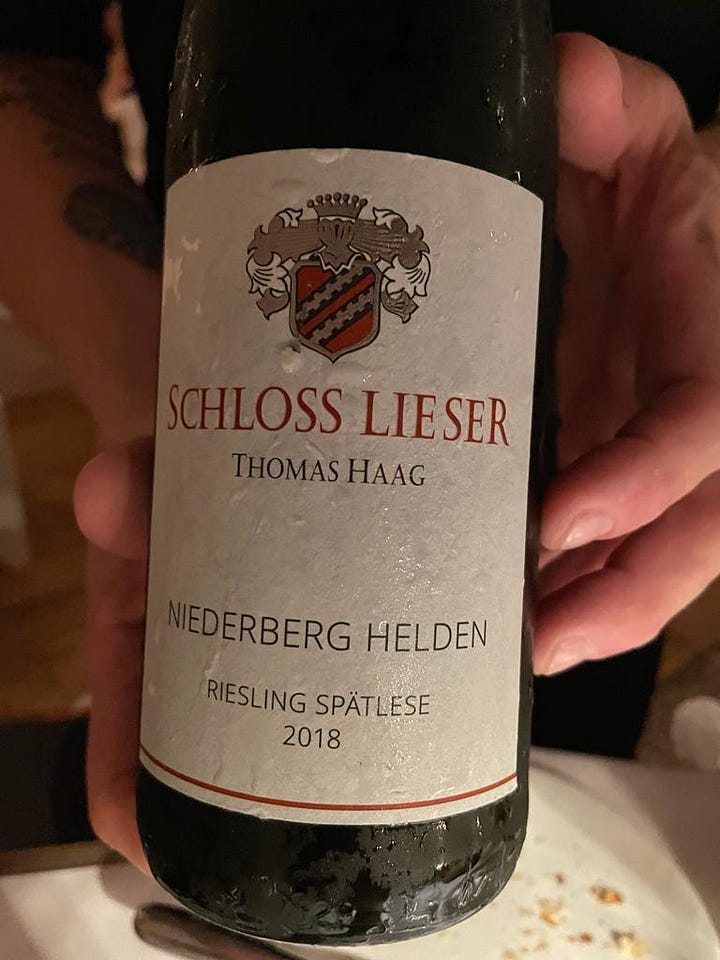 SCHLOSS LIESER
THOMAS HAAG
NIEDERBERG HELDEN
RIESLING SPÄTLESE
2018